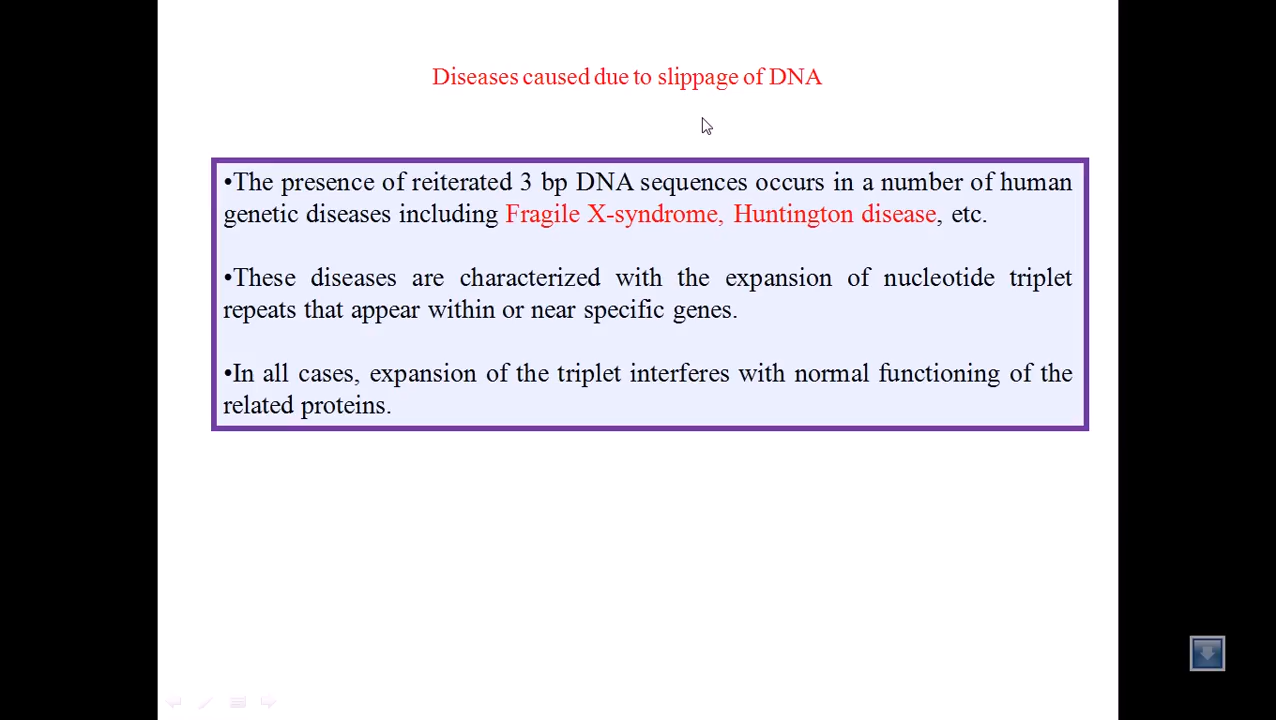 Diseases caused due to slippage of DNA
•The presence of reiterated 3 bp DNA sequences occurs in a number of human
genetic diseases including Fragile X-syndrome, Huntington disease, etc.
•These diseases are characterized with the expansion of nucleotide triplet
repeats that appear within or near specific genes.
•In all cases, expansion of the triplet interferes with normal functioning of the
related proteins.